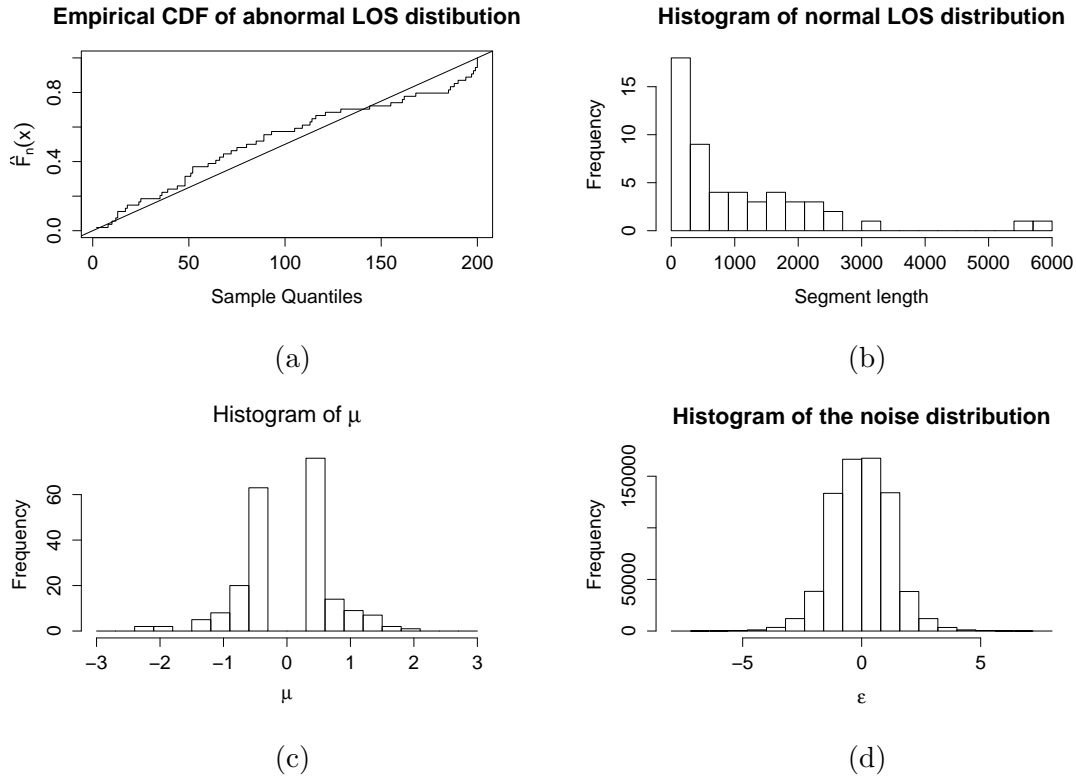 Empirical CDF of abnormal LOS distibution
F̂n(x)
0.0 0.4 0.8
0 50 100 150 200
Sample Quantiles
(a)
Histogram of normal LOS distribution
Frequency
0 5 10 15
0 1000 2000 3000 4000 5000 6000
Segment length
(b)
Histogram of μ
Frequency
0 20 40 60
−3 −2 −1 0 1 2 3
μ
(c)
Histogram of the noise distribution
Frequency
0 50000 150000
−5 0 5
ε
(d)